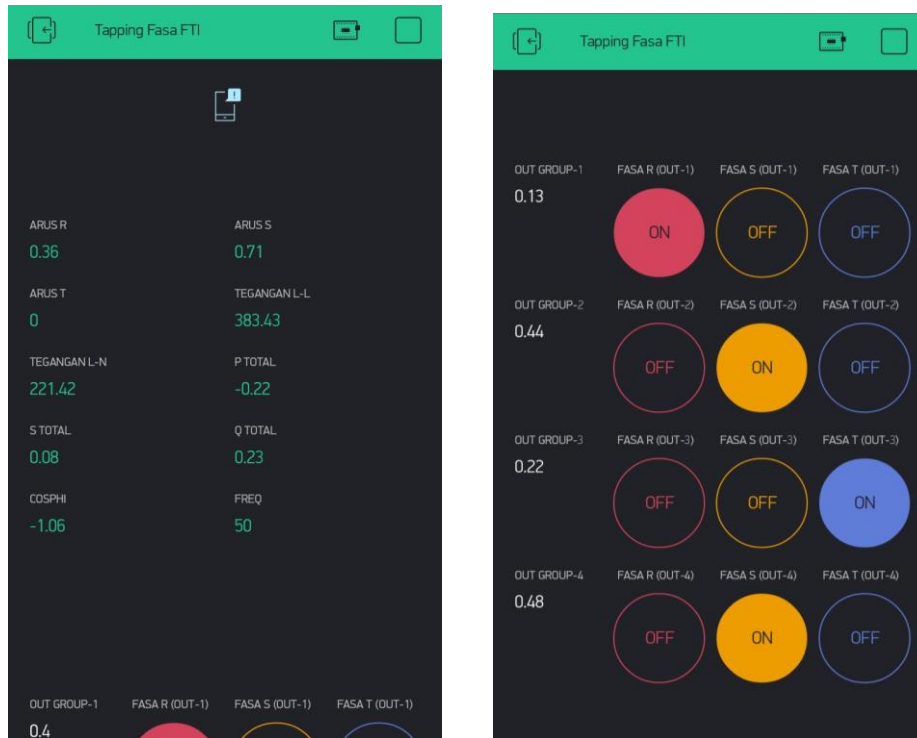 Tapping Fasa FTI
ARUS R ARUS S
0.36 0.71
ARUS T TEGANGAN L-L
0 383.43
TEGANGAN L-N P TOTAL
221.42 -0.22
S TOTAL Q TOTAL
0.08 0.23
COSPHI FREQ
-1.06 50
OUT GROUP-1 FASA R (OUT-1) FASA S (OUT-1) FASA T (OUT-1)
0.4
Tapping Fasa FTI
OUT GROUP-1 FASA R (OUT-1) FASA S (OUT-1) FASA T (OUT-1)
0.13
ON OFF OFF
OUT GROUP-2 FASA R (OUT-2) FASA S (OUT-2) FASA T (OUT-2)
0.44
OFF ON OFF
OUT GROUP-3 FASA R (OUT-3) FASA S (OUT-3) FASA T (OUT-3)
0.22
OFF OFF ON
OUT GROUP-4 FASA R (OUT-4) FASA S (OUT-4) FASA T (OUT-4)
0.48
OFF ON OFF